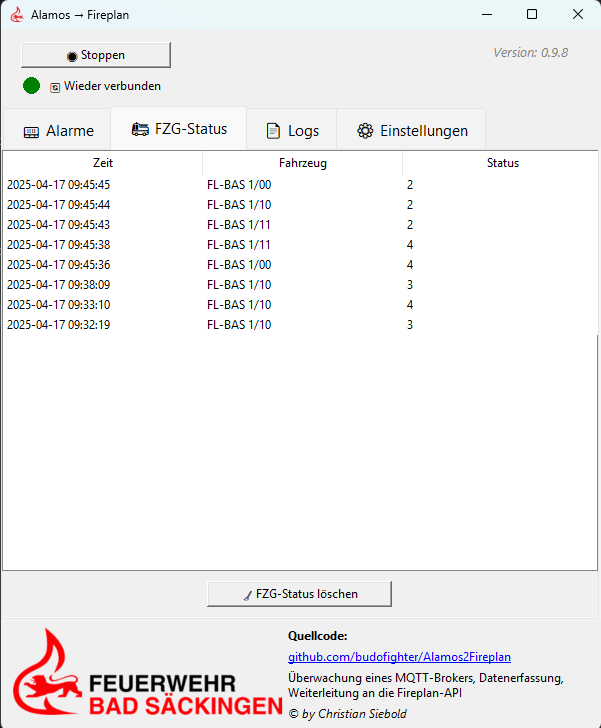 Alamos → Fireplan
Stoppen
Version: 0.9.8
Wieder verbunden
Alarme FZG-Status Logs Einstellungen
Zeit Fahrzeug Status
2025-04-17 09:45:45 FL-BAS 1/00 2
2025-04-17 09:45:44 FL-BAS 1/10 2
2025-04-17 09:45:43 FL-BAS 1/11 2
2025-04-17 09:45:38 FL-BAS 1/11 4
2025-04-17 09:45:36 FL-BAS 1/00 4
2025-04-17 09:38:09 FL-BAS 1/10 3
2025-04-17 09:33:10 FL-BAS 1/10 4
2025-04-17 09:32:19 FL-BAS 1/10 3
FZG-Status löschen
FEUERWEHR
BAD SÄCKINGEN
Quellcode:
github.com/budofighter/Alamos2Fireplan
Überwachung eines MQTT-Brokers, Datenerfassung,
Weiterleitung an die Fireplan-API
© by Christian Siebold